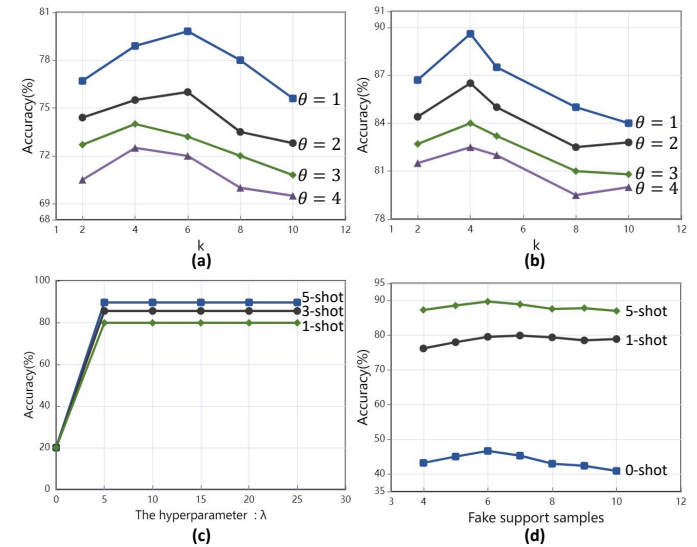 81
78
75
72
69
68
Accuracy(%)
θ = 1
θ = 2
θ = 3
θ = 4
1 2 4 6 8 10 12
k
(a)
91
90
87
84
81
78
Accuracy(%)
θ = 1
θ = 2
θ = 3
θ = 4
1 2 4 6 8 10 12
k
(b)
100
80
60
40
20
0
Accuracy(%)
5-shot
3-shot
1-shot
0 5 10 15 20 25 30
The hyperparameter : λ
(c)
95
90
80
70
60
50
40
35
Accuracy(%)
5-shot
1-shot
0-shot
3 4 6 8 10 12
Fake support samples
(d)